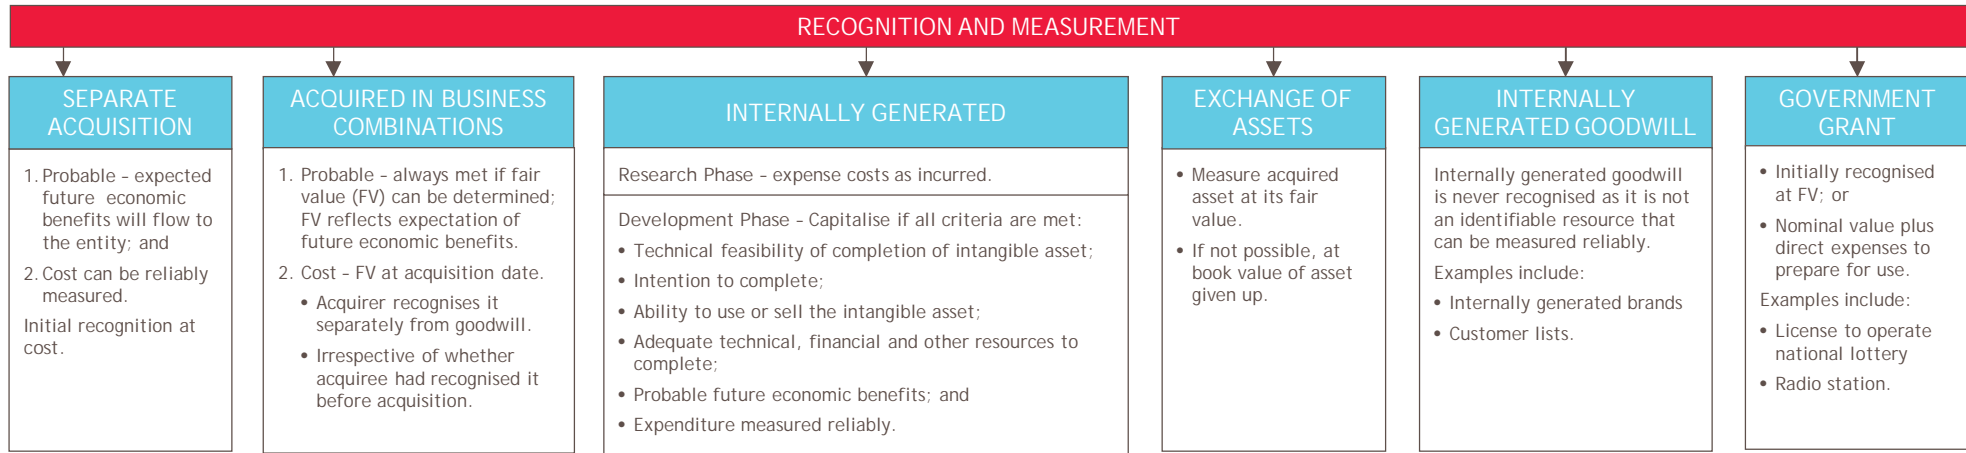 RECOGNITION AND MEASUREMENT
SEPARATE
ACQUISITION
1. Probable – expected
future economic
benefits will flow to
the entity; and
2. Cost can be reliably
measured.
Initial recognition at
cost.
ACQUIRED IN BUSINESS
COMBINATIONS
1. Probable – always met if fair
value (FV) can be determined;
FV reflects expectation of
future economic benefits.
2. Cost – FV at acquisition date.
• Acquirer recognises it
separately from goodwill.
• Irrespective of whether
acquiree had recognised it
before acquisition.
INTERNALLY GENERATED
Research Phase – expense costs as incurred.
Development Phase – Capitalise if all criteria are met:
• Technical feasibility of completion of intangible asset;
• Intention to complete;
• Ability to use or sell the intangible asset;
• Adequate technical, financial and other resources to
complete;
• Probable future economic benefits; and
• Expenditure measured reliably.
EXCHANGE OF
ASSETS
• Measure acquired
asset at its fair
value.
• If not possible, at
book value of asset
given up.
INTERNALLY
GENERATED GOODWILL
Internally generated goodwill
is never recognised as it is not
an identifiable resource that
can be measured reliably.
Examples include:
• Internally generated brands
• Customer lists.
GOVERNMENT
GRANT
• Initially recognised
at FV; or
• Nominal value plus
direct expenses to
prepare for use.
Examples include:
• License to operate
national lottery
• Radio station.